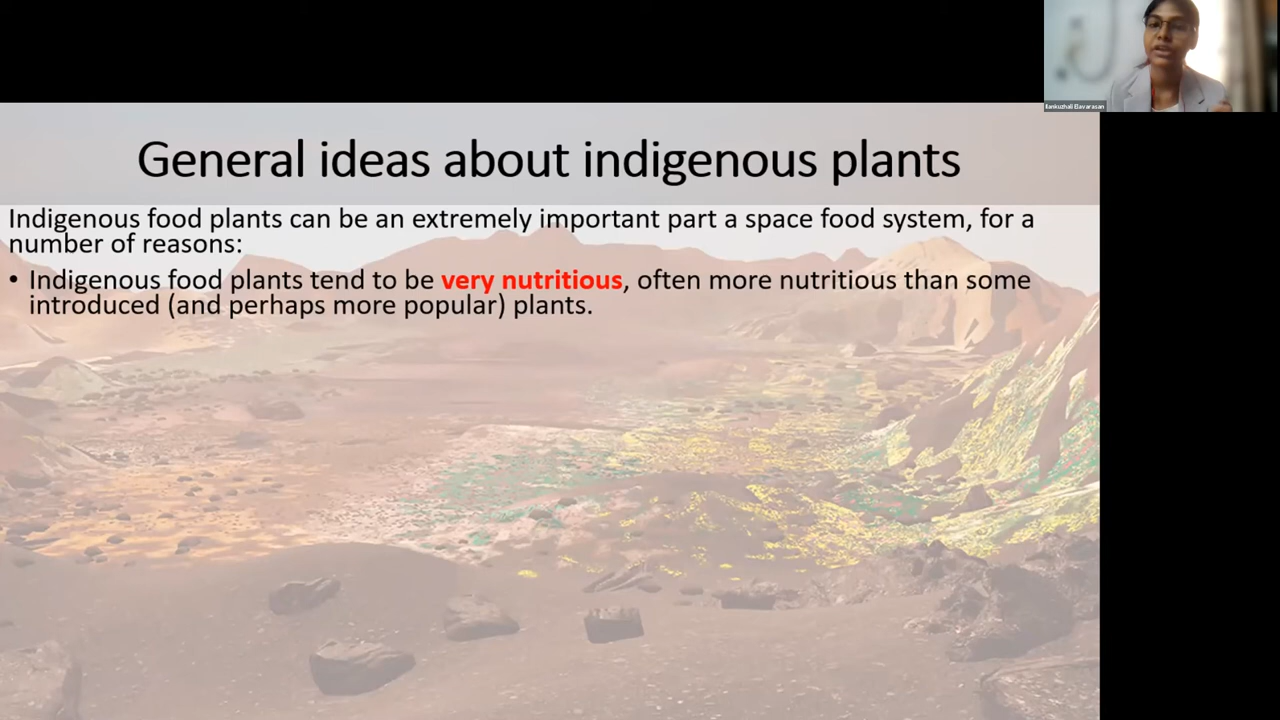 Ilankuzhali Elavarasan
General ideas about indigenous plants
Indigenous food plants can be an extremely important part a space food system, for a
number of reasons:
• Indigenous food plants tend to be very nutritious, often more nutritious than some
introduced (and perhaps more popular) plants.